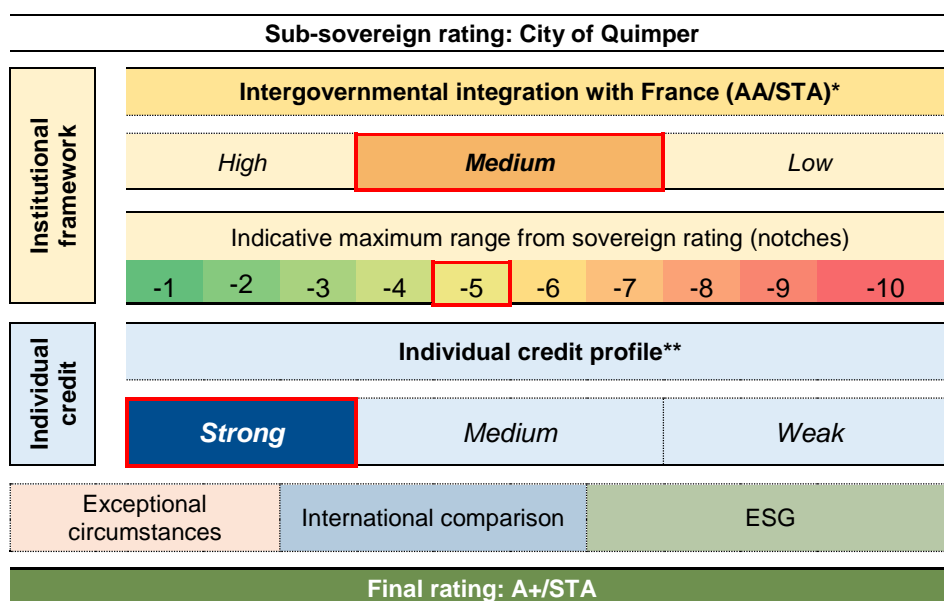 Sub-sovereign rating: City of Quimper
Institutional
framework
Intergovernmental integration with France (AA/STA)*
High Medium Low
Indicative maximum range from sovereign rating (notches)
-1 -2 -3 -4 -5 -6 -7 -8 -9 -10
Individual
credit
Individual credit profile**
Strong Medium Weak
Exceptional
circumstances
International comparison
ESG
Final rating: A+/STA